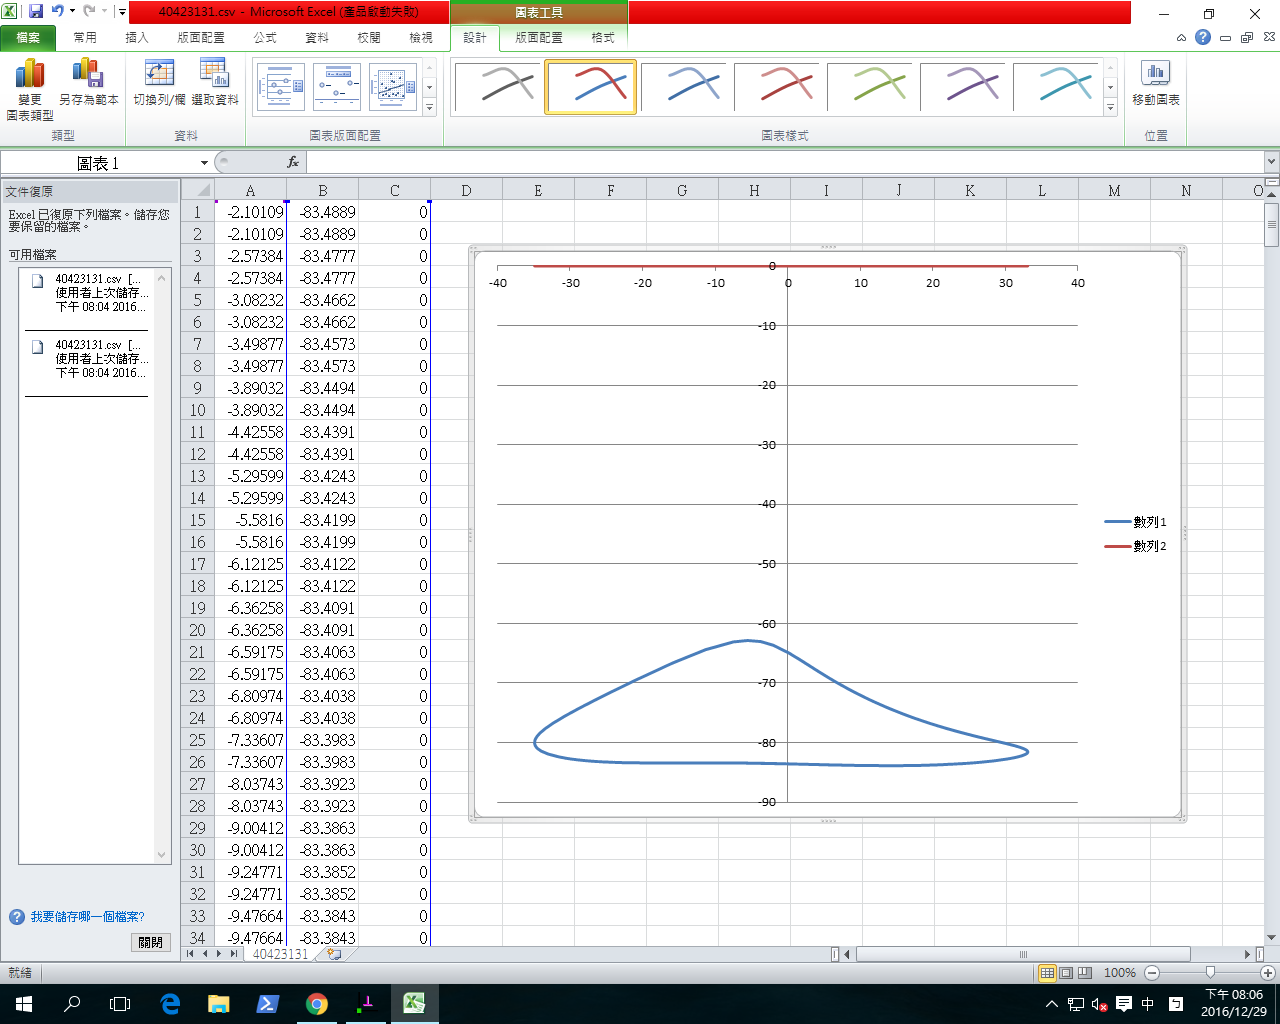 40423131.csv - Microsoft Excel (產品啟動失敗)
圖表工具
檔案 常用 插入 版面配置 公式 資料 校閱 檢視 設計 版面配置 格式
變更
圖表類型
另存為範本
切換列/欄
選取資料
移動圖表
類型 資料 圖表版面配置 圖表樣式 位置
圖表 1
fx
文件復原
Excel 已復原下列檔案。儲存您
要保留的檔案。
可用檔案
40423131.csv [...
使用者上次儲存...
下午 08:04 2016...
40423131.csv [...
使用者上次儲存...
下午 08:04 2016...
我要儲存哪一個檔案?
關閉
A B C D E F G H I J K L M N O
1 -2.10109 -83.4889 0
2 -2.10109 -83.4889 0
3 -2.57384 -83.4777 0
4 -2.57384 -83.4777 0
5 -3.08232 -83.4662 0
6 -3.08232 -83.4662 0
7 -3.49877 -83.4573 0
8 -3.49877 -83.4573 0
9 -3.89032 -83.4494 0
10 -3.89032 -83.4494 0
11 -4.42558 -83.4391 0
12 -4.42558 -83.4391 0
13 -5.29599 -83.4243 0
14 -5.29599 -83.4243 0
15 -5.5816 -83.4199 0
16 -5.5816 -83.4199 0
17 -6.12125 -83.4122 0
18 -6.12125 -83.4122 0
19 -6.36258 -83.4091 0
20 -6.36258 -83.4091 0
21 -6.59175 -83.4063 0
22 -6.59175 -83.4063 0
23 -6.80974 -83.4038 0
24 -6.80974 -83.4038 0
25 -7.33607 -83.3983 0
26 -7.33607 -83.3983 0
27 -8.03743 -83.3923 0
28 -8.03743 -83.3923 0
29 -9.00412 -83.3863 0
30 -9.00412 -83.3863 0
31 -9.24771 -83.3852 0
32 -9.24771 -83.3852 0
33 -9.47664 -83.3843 0
34 -9.47664 -83.3843 0
0
-40 -30 -20 -10 0 10 20 30 40
-10
-20
-30
-40
-50
-60
-70
-80
-90
數列1
數列2
40423131
就緒
100%
中
下午 08:06
2016/12/29